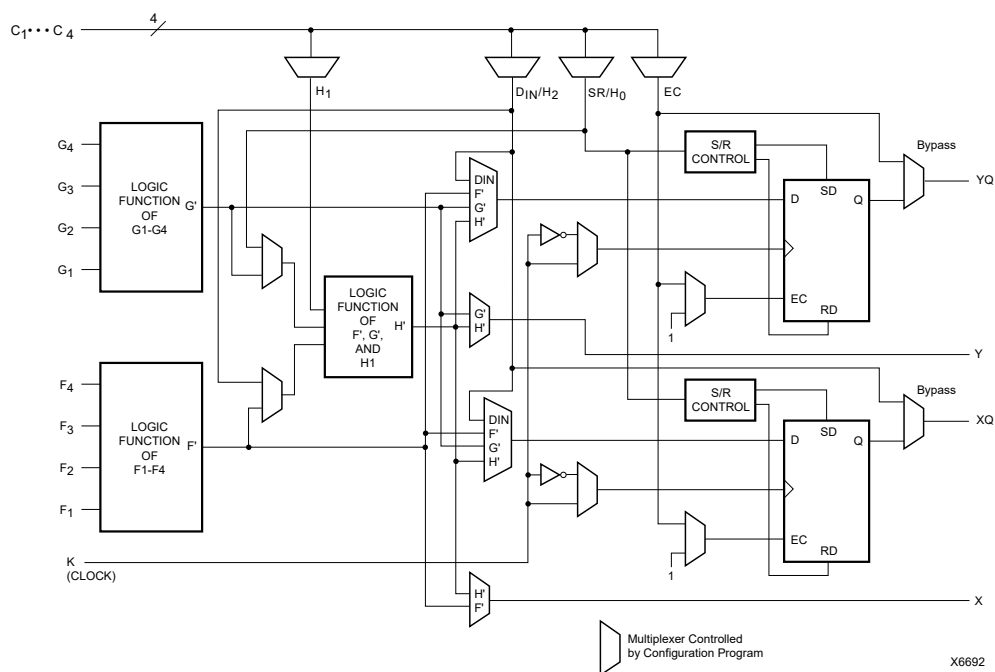 C1 • • • C4
4
H1
DIN/H2
SR/H0
EC
G4
G3
G2
G1
LOGIC
FUNCTION
OF
G1-G4
G'
DIN
F'
G'
H'
S/R
CONTROL
Bypass
D
SD
Q
EC
RD
1
YQ
LOGIC
FUNCTION
OF
F', G',
AND
H1
H'
G'
H'
Y
F4
F3
F2
F1
LOGIC
FUNCTION
OF
F1-F4
F'
DIN
F'
G'
H'
S/R
CONTROL
Bypass
D
SD
Q
EC
RD
1
XQ
K
(CLOCK)
H'
F'
X
Multiplexer Controlled
by Configuration Program
X6692